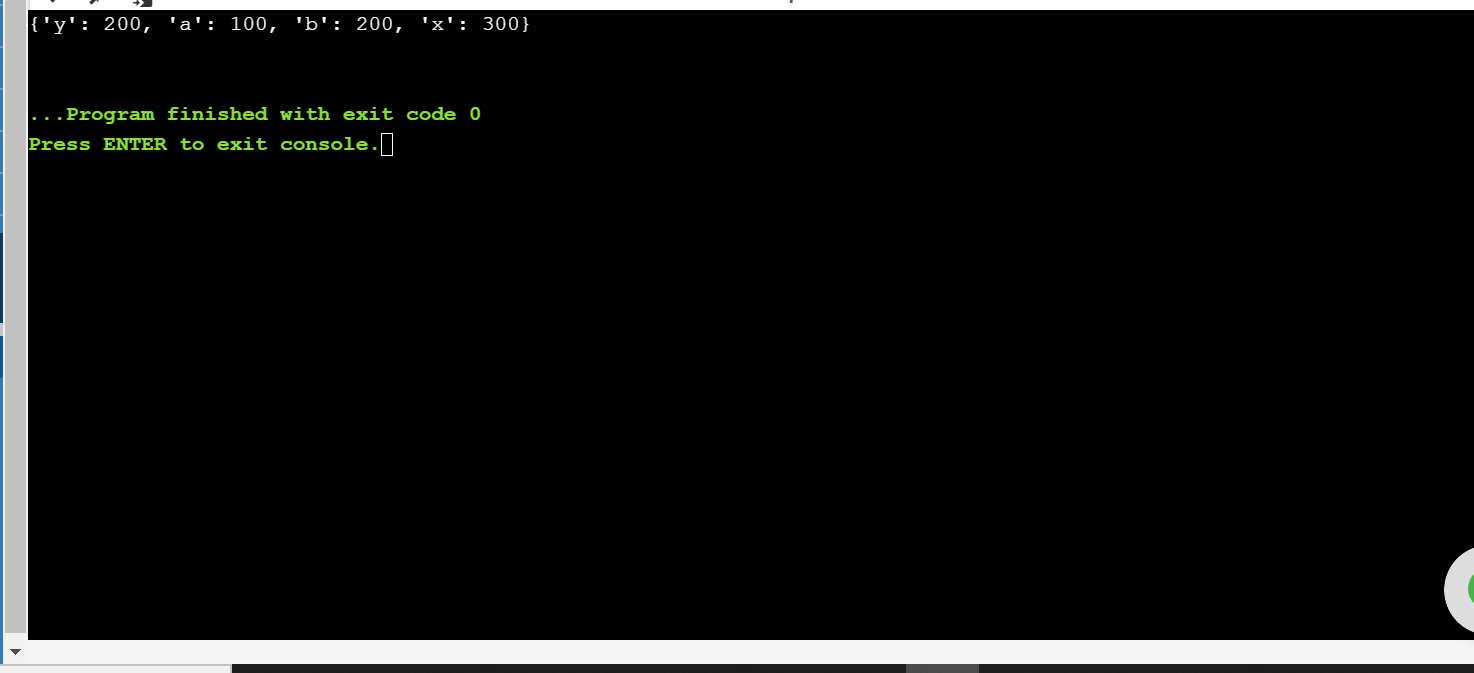 {'y': 200, 'a': 100, 'b': 200, 'x': 300}
...Program finished with exit code 0
Press ENTER to exit console.